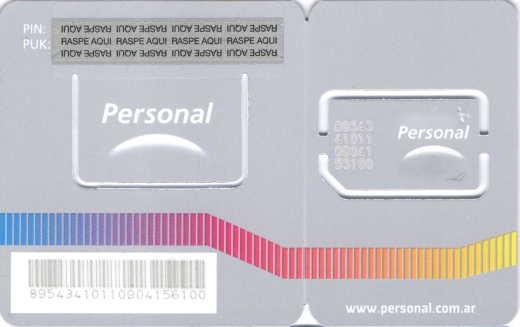 PIN: RASPE AQUI RASPE AQUI RASPE AQUI RASPE AQUI
PUK: RASPE AQUI RASPE AQUI RASPE AQUI RASPE AQUI
RASPE AQUI RASPE AQUI RASPE AQUI RASPE AQUI
Personal
89543
41011
09041
56100
Personal
89543410110904156100
www.personal.com.ar